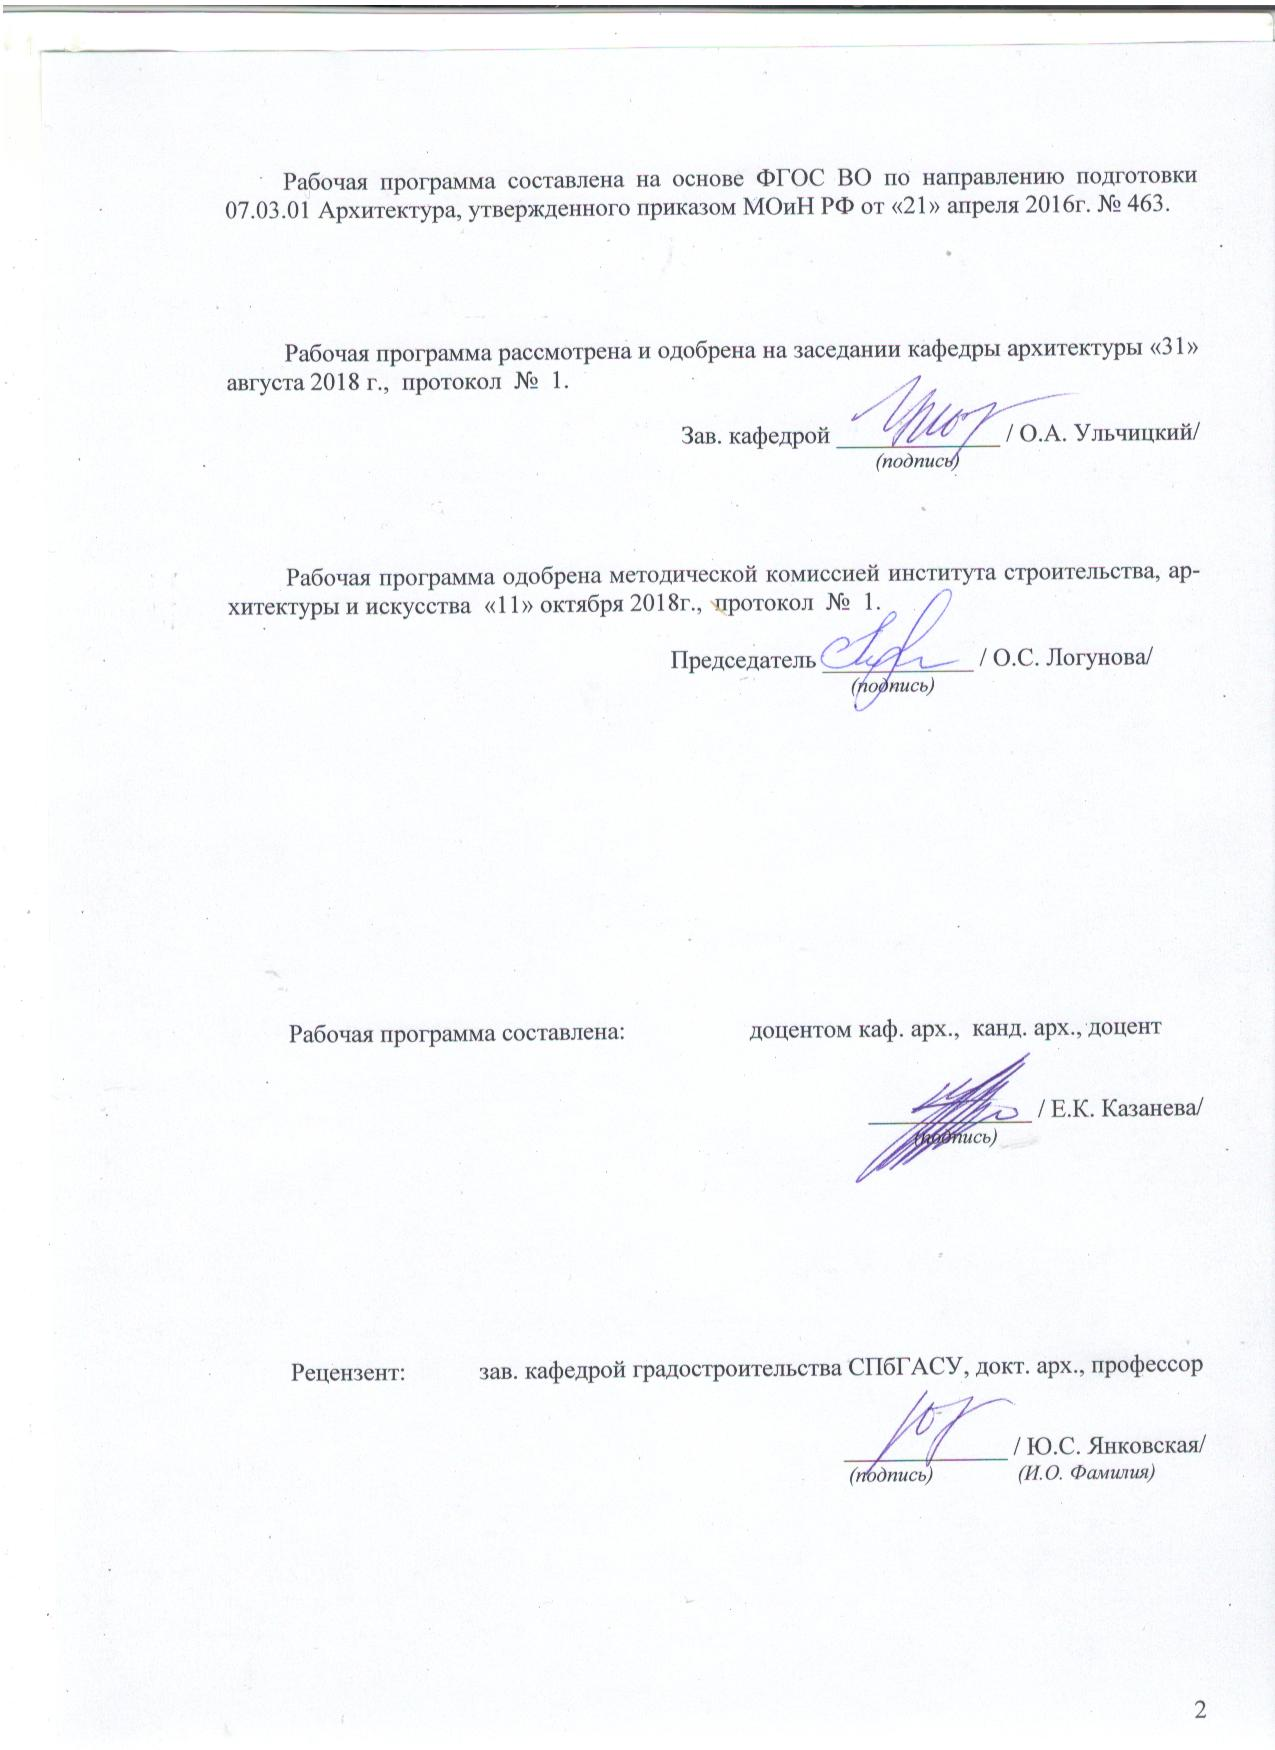 Рабочая программа составлена на основе ФГОС ВО по направлению подготовки
07.03.01 Архитектура, утвержденного приказом МОиН РФ от «21» апреля 2016г. № 463.
Рабочая программа рассмотрена и одобрена на заседании кафедры архитектуры «31»
августа 2018 г., протокол № 1.
Зав. кафедрой _____________ / О.А. Ульчицкий/
(подпись)
Рабочая программа одобрена методической комиссией института строительства, ар-
хитектуры и искусства «11» октября 2018г., протокол № 1.
Председатель ____________ / О.С. Логунова/
(подпись)
Рабочая программа составлена: доцентом каф. арх., канд. арх., доцент
_____________ / Е.К. Казанева/
(подпись)
Рецензент: зав. кафедрой градостроительства СПбГАСУ, докт. арх., профессор
_____________ / Ю.С. Янковская/
(подпись) (И.О. Фамилия)
2